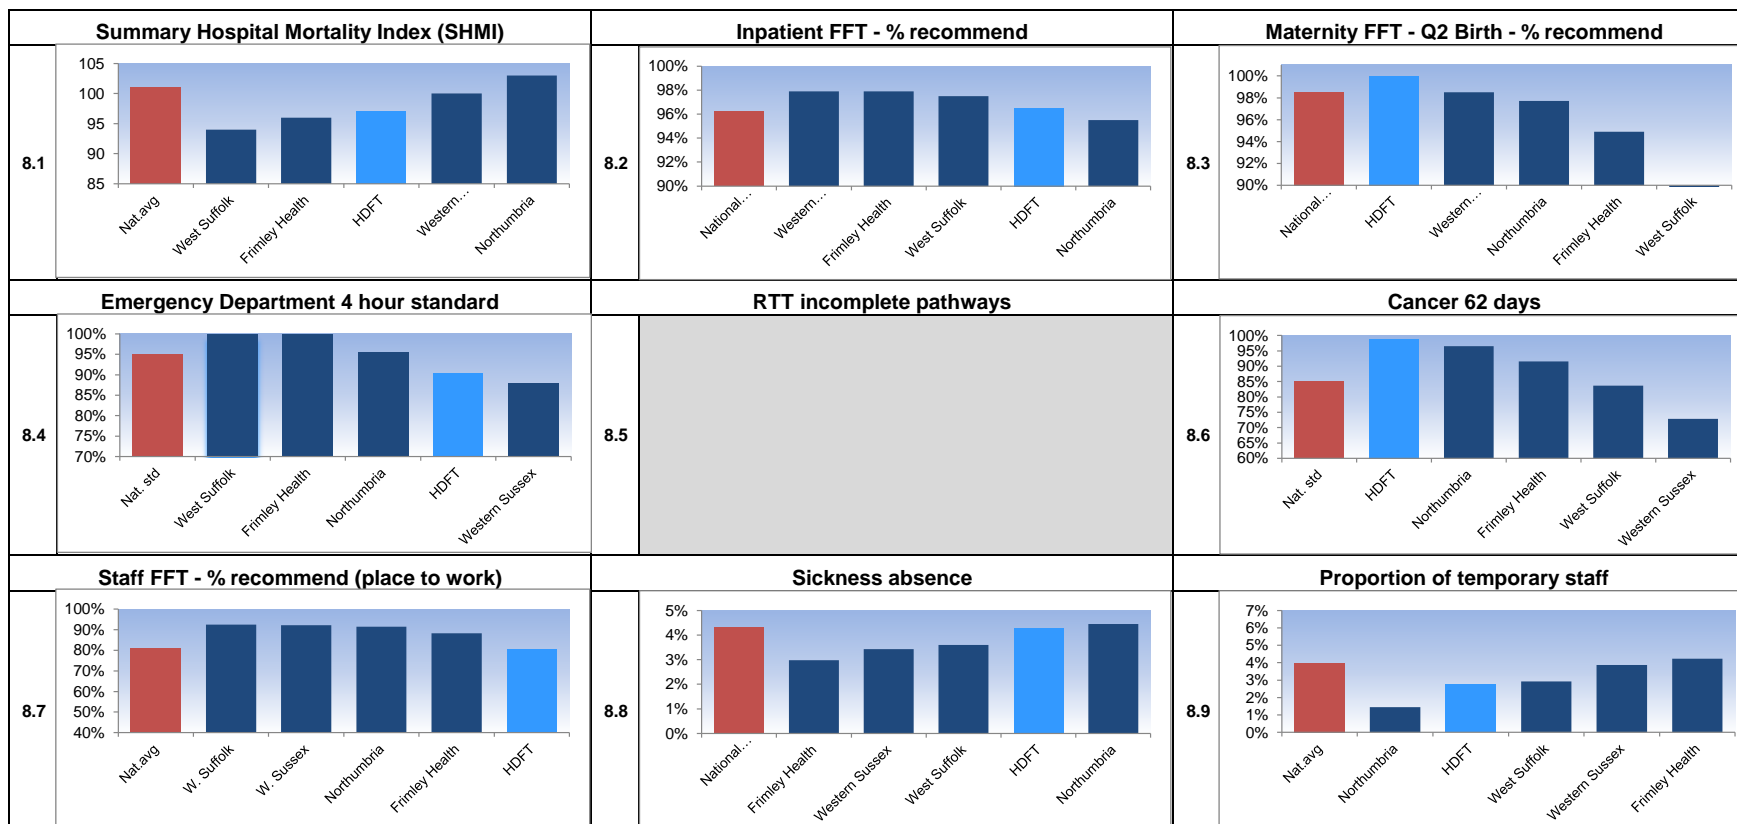 Summary Hospital Mortality Index (SHMI)
8.1
105
100
95
90
85
Nat.avg
West Suffolk
Frimley Health
HDFT
Western...
Northumbria
Inpatient FFT - % recommend
8.2
100%
98%
96%
94%
92%
90%
National...
Western...
Frimley Health
West Suffolk
HDFT
Northumbria
Maternity FFT - Q2 Birth - % recommend
8.3
100%
98%
96%
94%
92%
90%
National...
HDFT
Western...
Northumbria
Frimley Health
West Suffolk
Emergency Department 4 hour standard
8.4
100%
95%
90%
85%
80%
75%
70%
Nat. std
West Suffolk
Frimley Health
Northumbria
HDFT
Western Sussex
RTT incomplete pathways
8.5
Cancer 62 days
8.6
100%
95%
90%
85%
80%
75%
70%
65%
60%
Nat. std
HDFT
Northumbria
Frimley Health
West Suffolk
Western Sussex
Staff FFT - % recommend (place to work)
8.7
100%
90%
80%
70%
60%
50%
40%
Nat.avg
W. Suffolk
W. Sussex
Northumbria
Frimley Health
HDFT
Sickness absence
8.8
5%
4%
3%
2%
1%
0%
National...
Frimley Health
Western Sussex
West Suffolk
HDFT
Northumbria
Proportion of temporary staff
8.9
7%
6%
5%
4%
3%
2%
1%
0%
Nat.avg
Northumbria
HDFT
West Suffolk
Western Sussex
Frimley Health